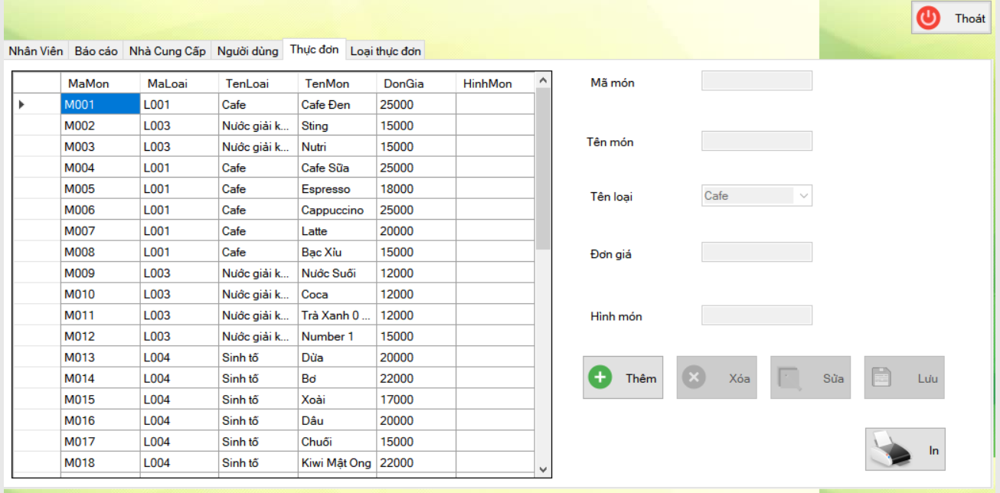 Thoát
Nhân Viên Báo cáo Nhà Cung Cấp Người dùng Thực đơn Loại thực đơn
MaMon MaLoai TenLoai TenMon DonGia HinhMon
M001 L001 Cafe Cafe Đen 25000
M002 L003 Nước giải k... Sting 15000
M003 L003 Nước giải k... Nutri 15000
M004 L001 Cafe Cafe Sữa 25000
M005 L001 Cafe Espresso 18000
M006 L001 Cafe Cappuccino 25000
M007 L001 Cafe Latte 20000
M008 L001 Cafe Bạc Xỉu 15000
M009 L003 Nước giải k... Nước Suối 12000
M010 L003 Nước giải k... Coca 12000
M011 L003 Nước giải k... Trà Xanh 0 ... 12000
M012 L003 Nước giải k... Number 1 15000
M013 L004 Sinh tố Dừa 20000
M014 L004 Sinh tố Bơ 22000
M015 L004 Sinh tố Xoài 17000
M016 L004 Sinh tố Dâu 20000
M017 L004 Sinh tố Chuối 15000
M018 L004 Sinh tố Kiwi Mật Ong 22000
Mã món
Tên món
Tên loại Cafe
Đơn giá
Hình món
Thêm Xóa Sửa Lưu
In